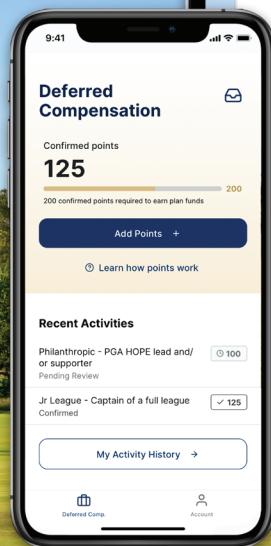 9:41
Deferred
Compensation
Confirmed points
125
200
200 confirmed points required to earn plan funds
Add Points +
Learn how points work
Recent Activities
Philanthropic - PGA HOPE lead and/
or supporter
100
Pending Review
Jr League - Captain of a full league
125
Confirmed
My Activity History →
Deferred Comp.
Account